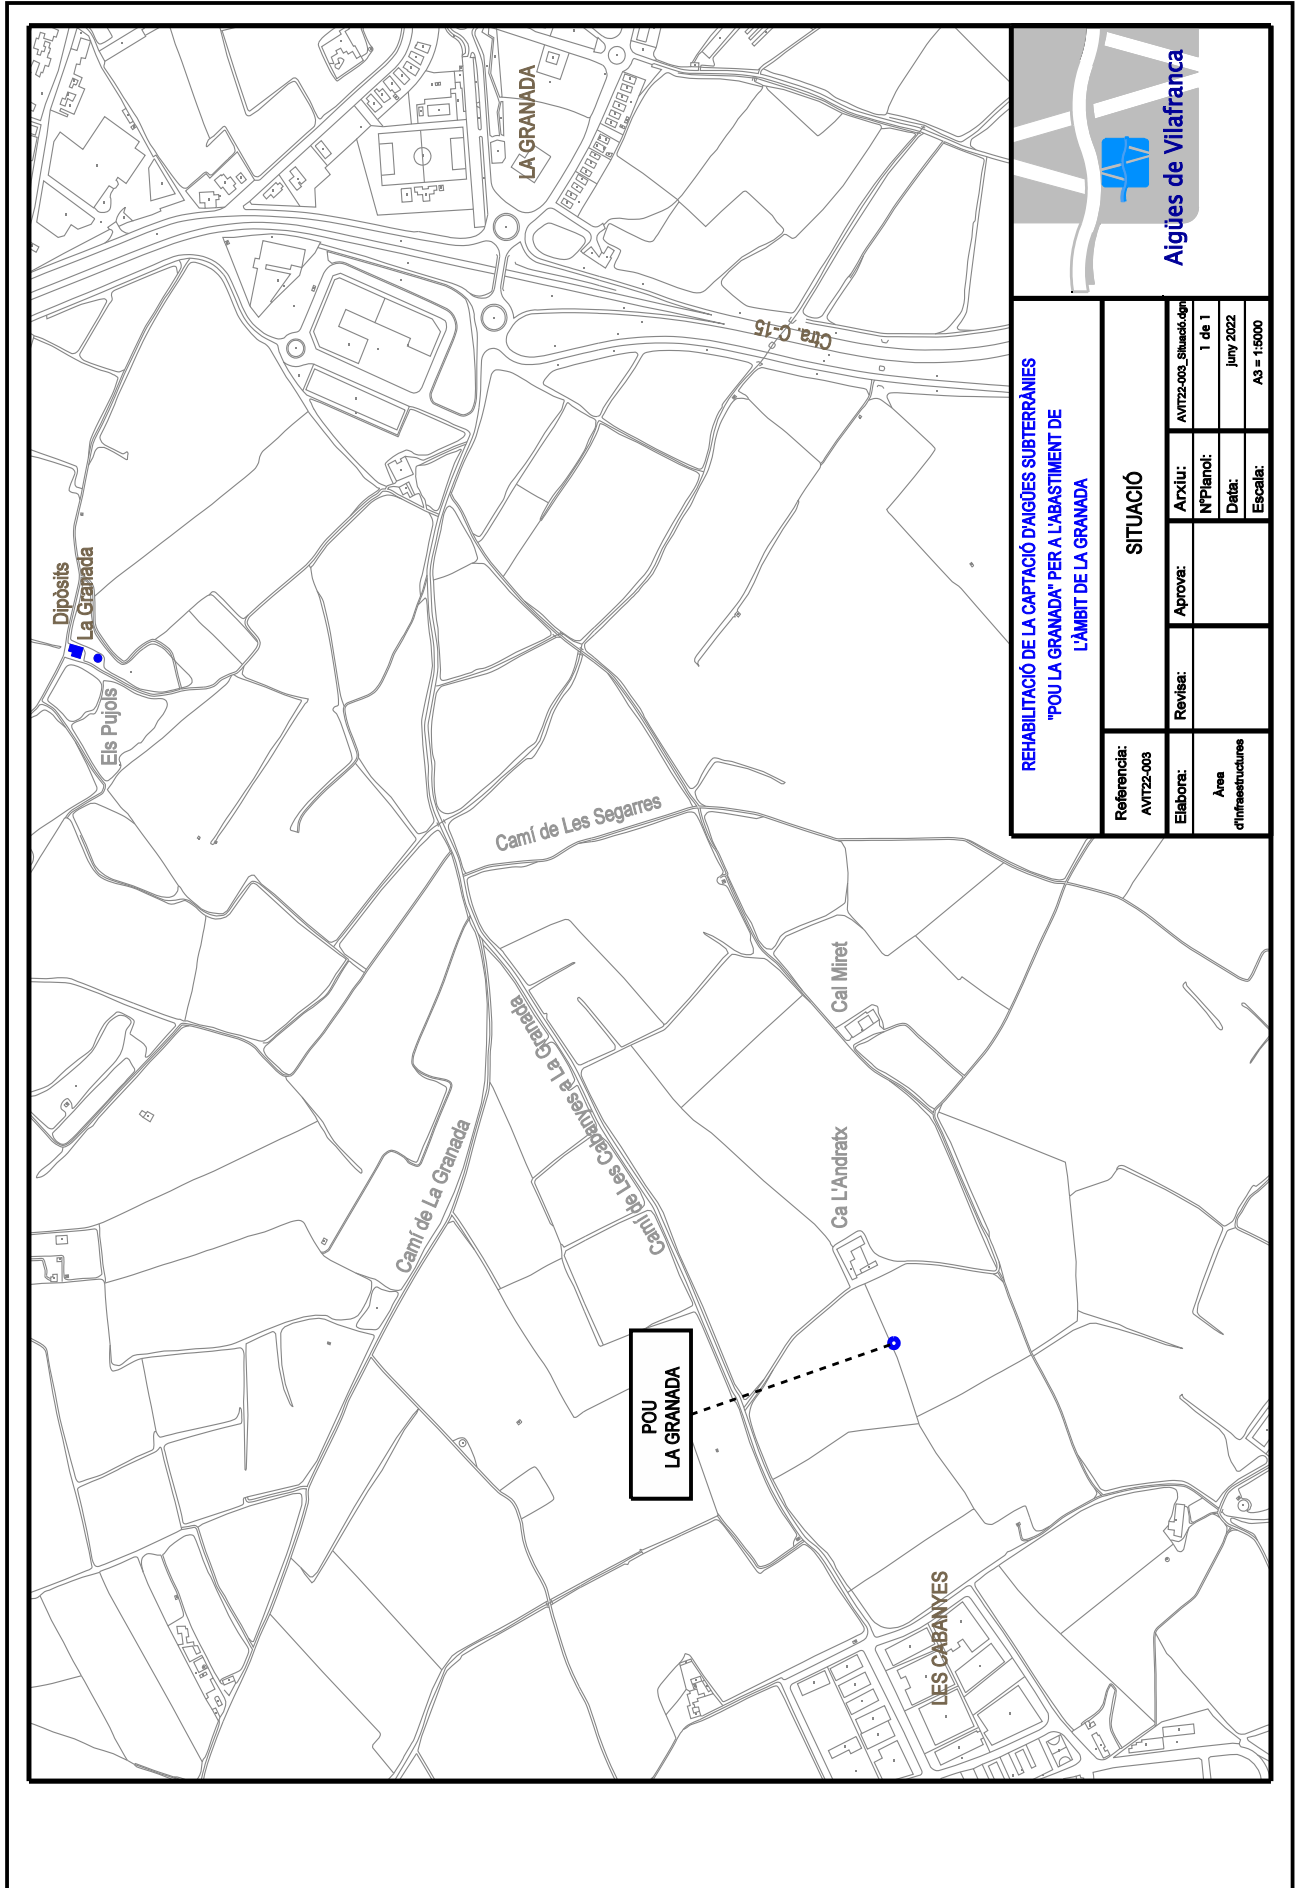 LES CABANYES
POU
LA GRANADA
Camí de La Granada
Camí de Les Cabanyes a La Granada
Ca L'Andratx
Cal Miret
Camí de Les Segarres
Els Pujols
Dipòsits
La Granada
LA GRANADA
Ctra. C-15
REHABILITACIÓ DE LA CAPTACIÓ D'AIGÜES SUBTERRÀNIES
"POU LA GRANADA" PER A L'ABASTIMENT DE
L'ÀMBIT DE LA GRANADA
Aigües de Vilafranca
Referencia:
AVIT22-003
SITUACIÓ
Elabora:
Àrea
d'Infraestructures
Revisa:
Aprova:
Arxiu:
AVIT22-003_Situació.dgn
NºPlanol:
1 de 1
Data:
juny 2022
Escala:
A3 = 1:5000